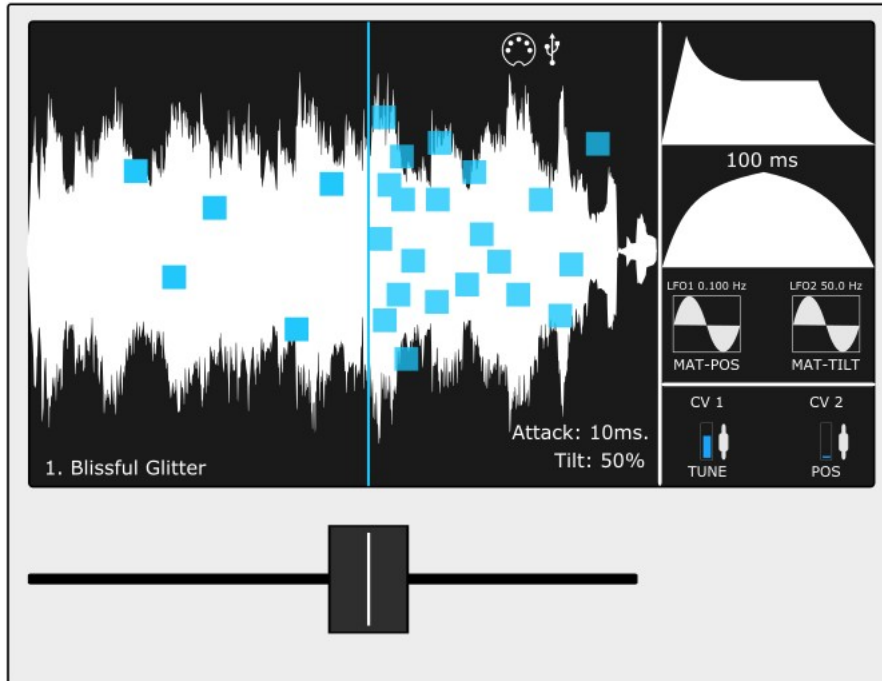 100 ms
LFO1 0.100 Hz
LFO2 50.0 Hz
MAT-POS
MAT-TILT
CV 1
CV 2
Attack: 10ms.
Tilt: 50%
1. Blissful Glitter
TUNE
POS